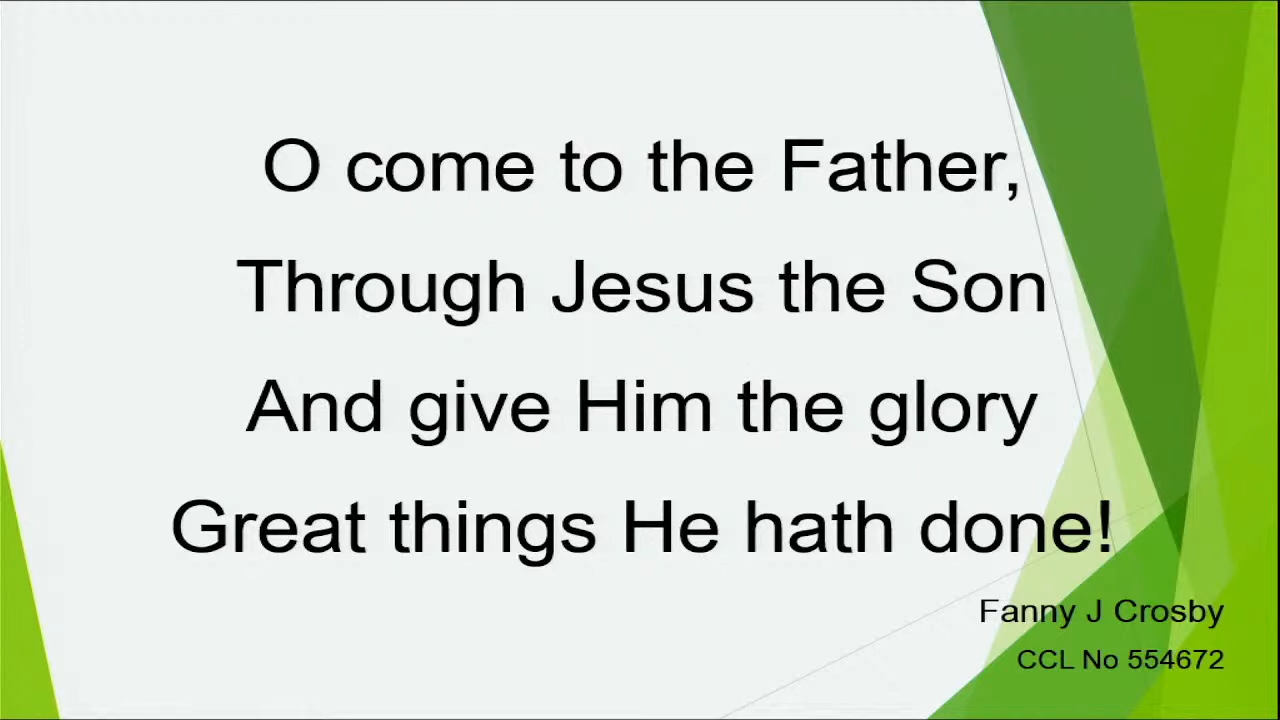 O come to the Father,
Through Jesus the Son
And give Him the glory
Great things He hath done!
Fanny J Crosby
CCL No 554672